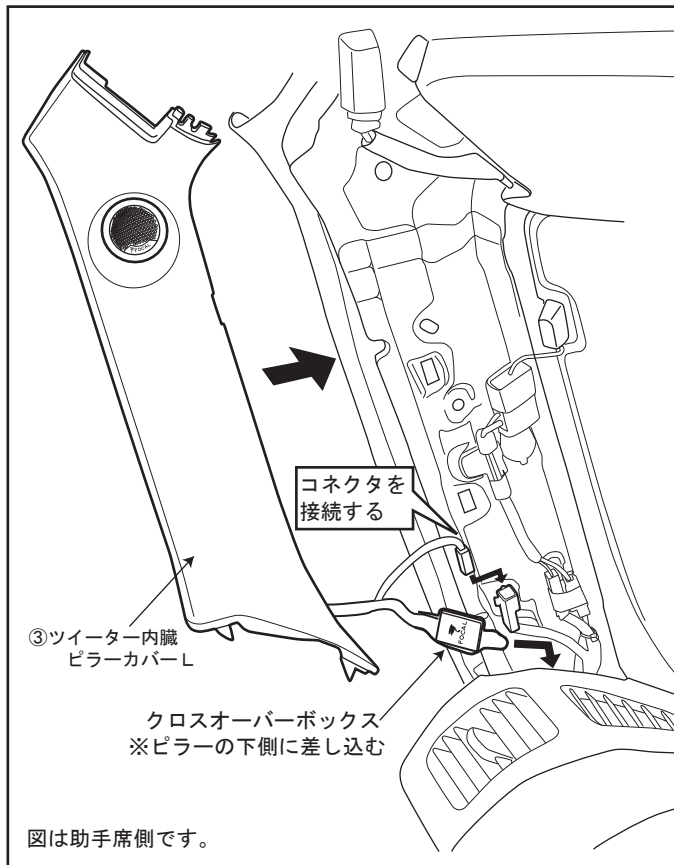 FOCAL
コネクタを
接続する
FOCAL
③ツイーター内臓
ピラーカバーL
クロスオーバーボックス
※ピラーの下側に差し込む
図は助手席側です。